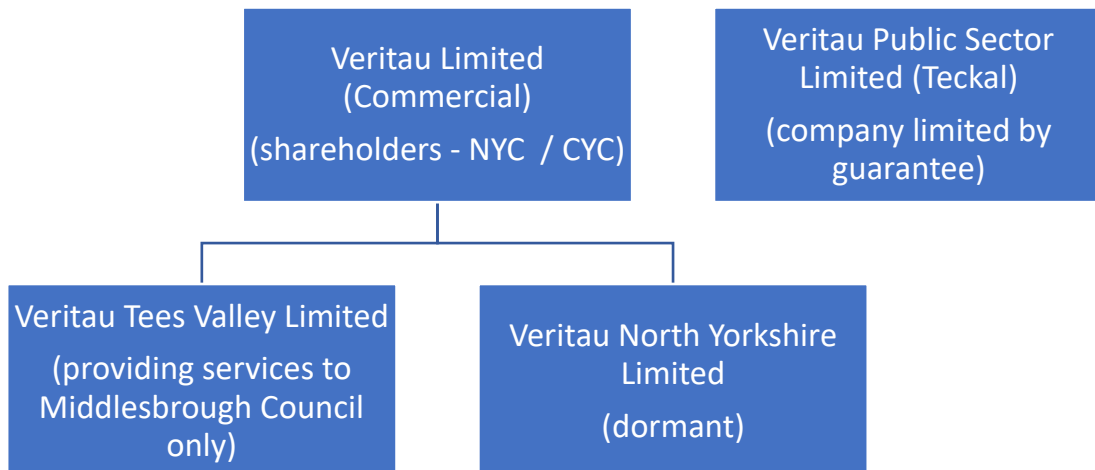 Veritau Limited
(Commercial)
(shareholders - NYC  / CYC)
Veritau Public Sector
Limited (Teckal)
(company limited by
guarantee)
Veritau Tees Valley Limited
(providing services to
Middlesbrough Council
only)
Veritau North Yorkshire
Limited
(dormant)